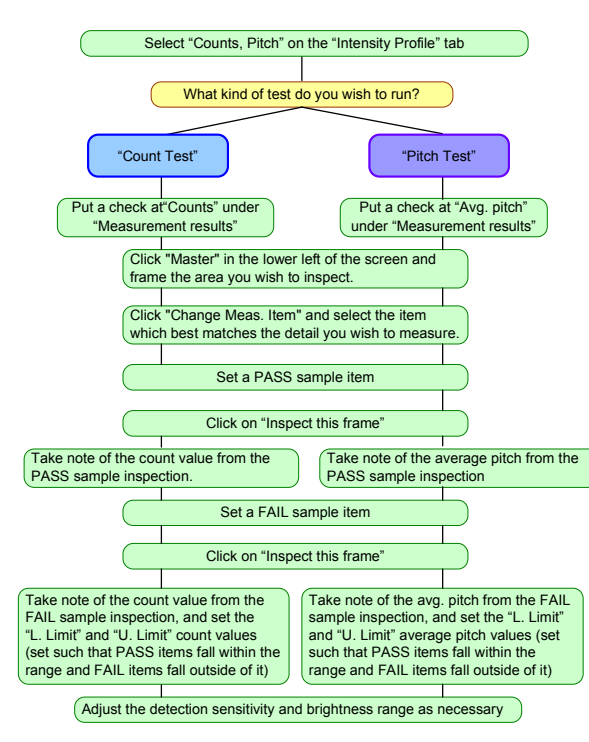 Select “Counts, Pitch” on the “Intensity Profile” tab
What kind of test do you wish to run?
“Count Test”
“Pitch Test”
Put a check at“Counts” under
“Measurement results”
Put a check at “Avg. pitch”
under “Measurement results”
Click "Master" in the lower left of the screen and
frame the area you wish to inspect.
Click "Change Meas. Item" and select the item
which best matches the detail you wish to measure.
Set a PASS sample item
Click on “Inspect this frame”
Take note of the count value from the
PASS sample inspection.
Take note of the average pitch from the
PASS sample inspection
Set a FAIL sample item
Click on “Inspect this frame”
Take note of the count value from the
FAIL sample inspection, and set the
“L. Limit” and “U. Limit” count values
(set such that PASS items fall within the
range and FAIL items fall outside of it)
Take note of the avg. pitch from the FAIL
sample inspection, and set the “L. Limit”
and “U. Limit” average pitch values (set
such that PASS items fall within the
range and FAIL items fall outside of it)
Adjust the detection sensitivity and brightness range as necessary